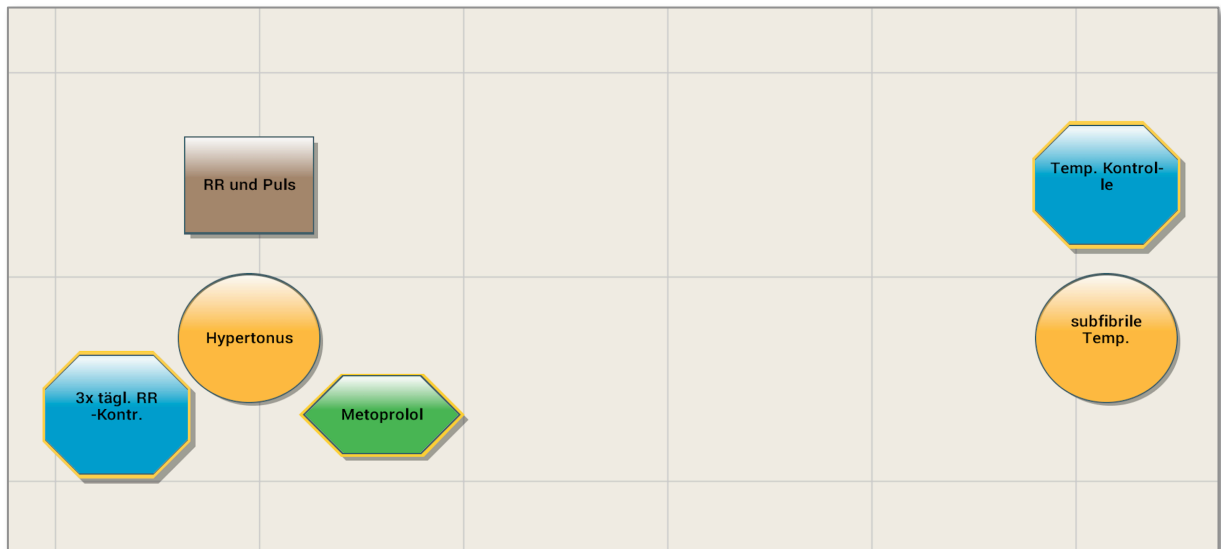 RR und Puls
Temp. Kontrol-
le
Hypertonus
subfibrile
Temp.
3x tägl. RR
-Kontr.
Metoprolol